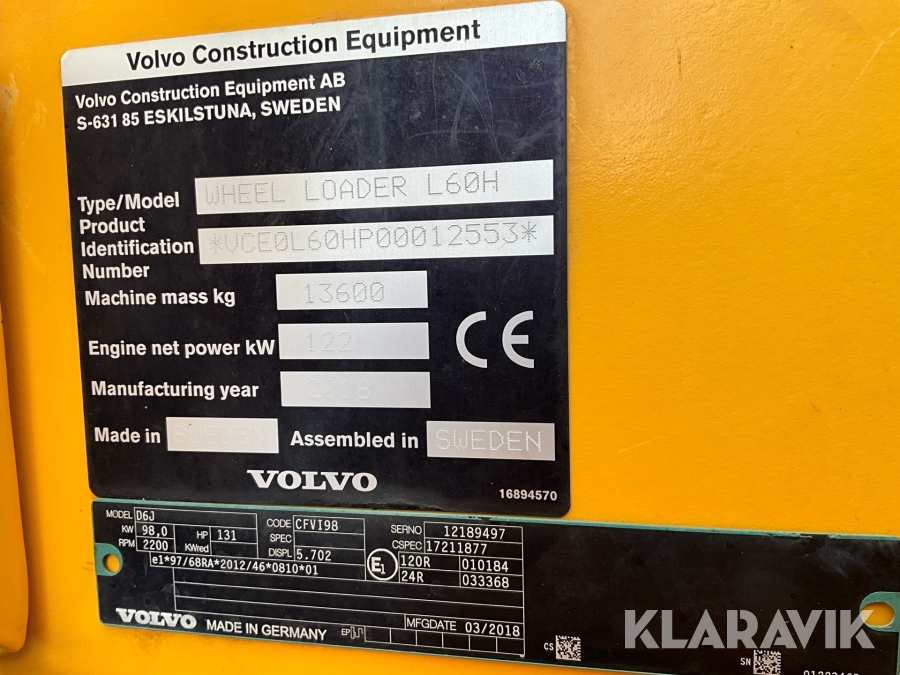 Volvo Construction Equipment
Volvo Construction Equipment AB
S-631 85 ESKILSTUNA, SWEDEN
Type/Model WHEEL LOADER L60H
Product
Identification *VCE0L60HP00012553*
Number
Machine mass kg 13600
Engine net power kW 122
Manufacturing year 2018
Made in SWEDEN Assembled in SWEDEN
VOLVO
16894570
MODEL D6J
KW 98,0 HP 131
RPM 2200 KWred
CODE CFVI98
SPEC
DISPL 5.702
SERNO 12189497
CSPEC 17211877
E1 120R 010184
24R 033368
e1*97/68RA*2012/46*0810*01
VOLVO MADE IN GERMANY EP MFGDATE 03/2018
CS SN
KLARAVIK